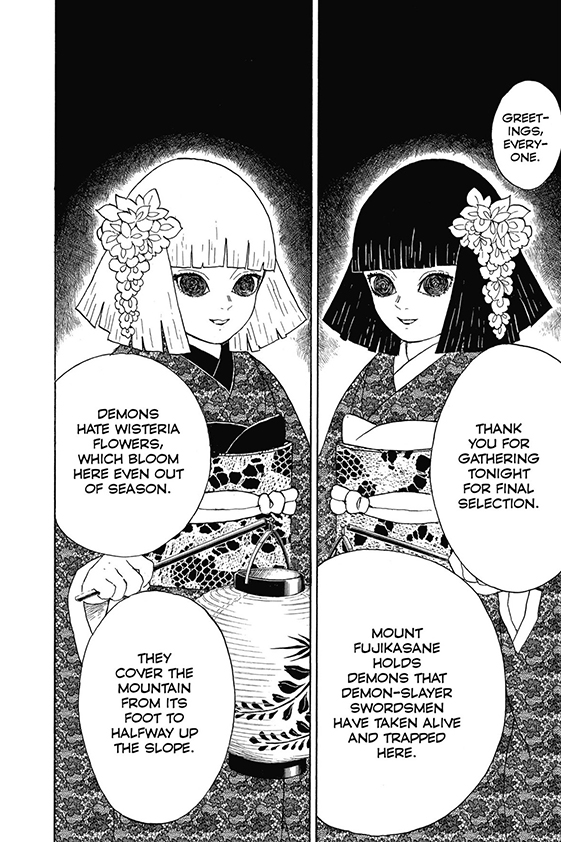 GREET-
INGS,
EVERY-
ONE.
THANK
YOU FOR
GATHERING
TONIGHT
FOR FINAL
SELECTION.
MOUNT
FUJIKASANE
HOLDS
DEMONS THAT
DEMON-SLAYER
SWORDSMEN
HAVE TAKEN ALIVE
AND TRAPPED
HERE.
DEMONS
HATE WISTERIA
FLOWERS,
WHICH BLOOM
HERE EVEN OUT
OF SEASON.
THEY
COVER THE
MOUNTAIN
FROM ITS
FOOT TO
HALFWAY UP
THE SLOPE.